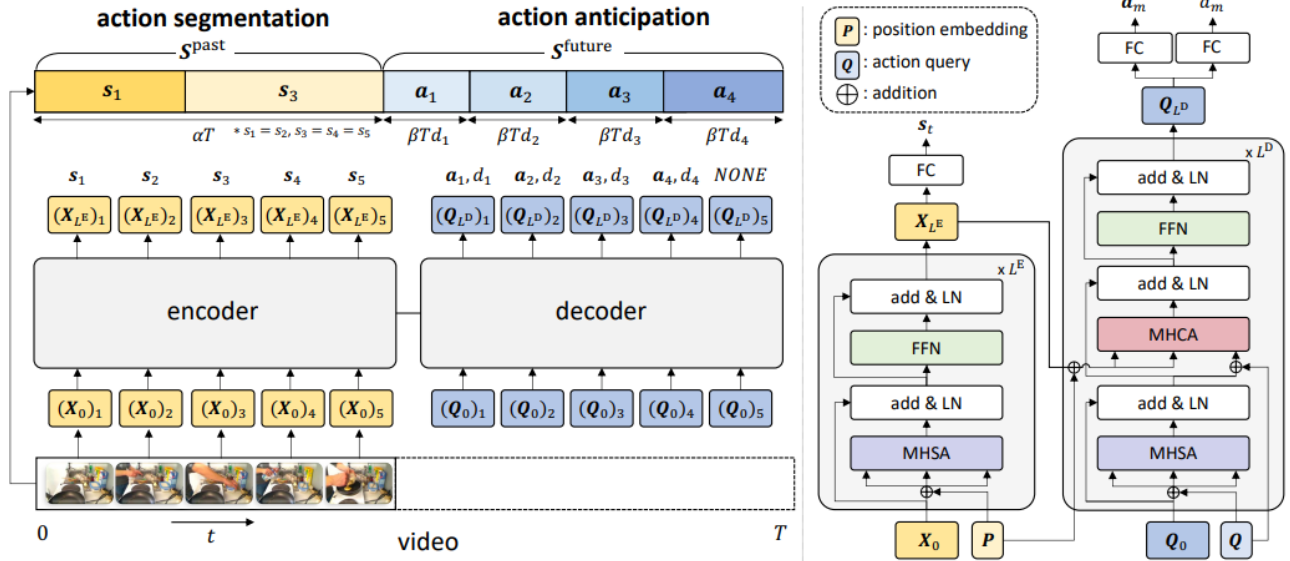 action segmentation
action anticipation
S^past
S^future
s_1
s_3
a_1
a_2
a_3
a_4
αT
* s_1 = s_2, s_3 = s_4 = s_5
βTd_1
βTd_2
βTd_3
βTd_4
s_1
s_2
s_3
s_4
s_5
a_1, d_1
a_2, d_2
a_3, d_3
a_4, d_4
NONE
(X_{L^E})_1
(X_{L^E})_2
(X_{L^E})_3
(X_{L^E})_4
(X_{L^E})_5
(Q_{L^D})_1
(Q_{L^D})_2
(Q_{L^D})_3
(Q_{L^D})_4
(Q_{L^D})_5
encoder
decoder
(X_0)_1
(X_0)_2
(X_0)_3
(X_0)_4
(X_0)_5
(Q_0)_1
(Q_0)_2
(Q_0)_3
(Q_0)_4
(Q_0)_5
0
t
video
T
P : position embedding
Q : action query
⊕ : addition
s_t
FC
X_{L^E}
x L^E
add & LN
FFN
add & LN
MHSA
X_0
P
a_m
d_m
FC
FC
Q_{L^D}
x L^D
add & LN
FFN
add & LN
MHCA
add & LN
MHSA
Q_0
Q